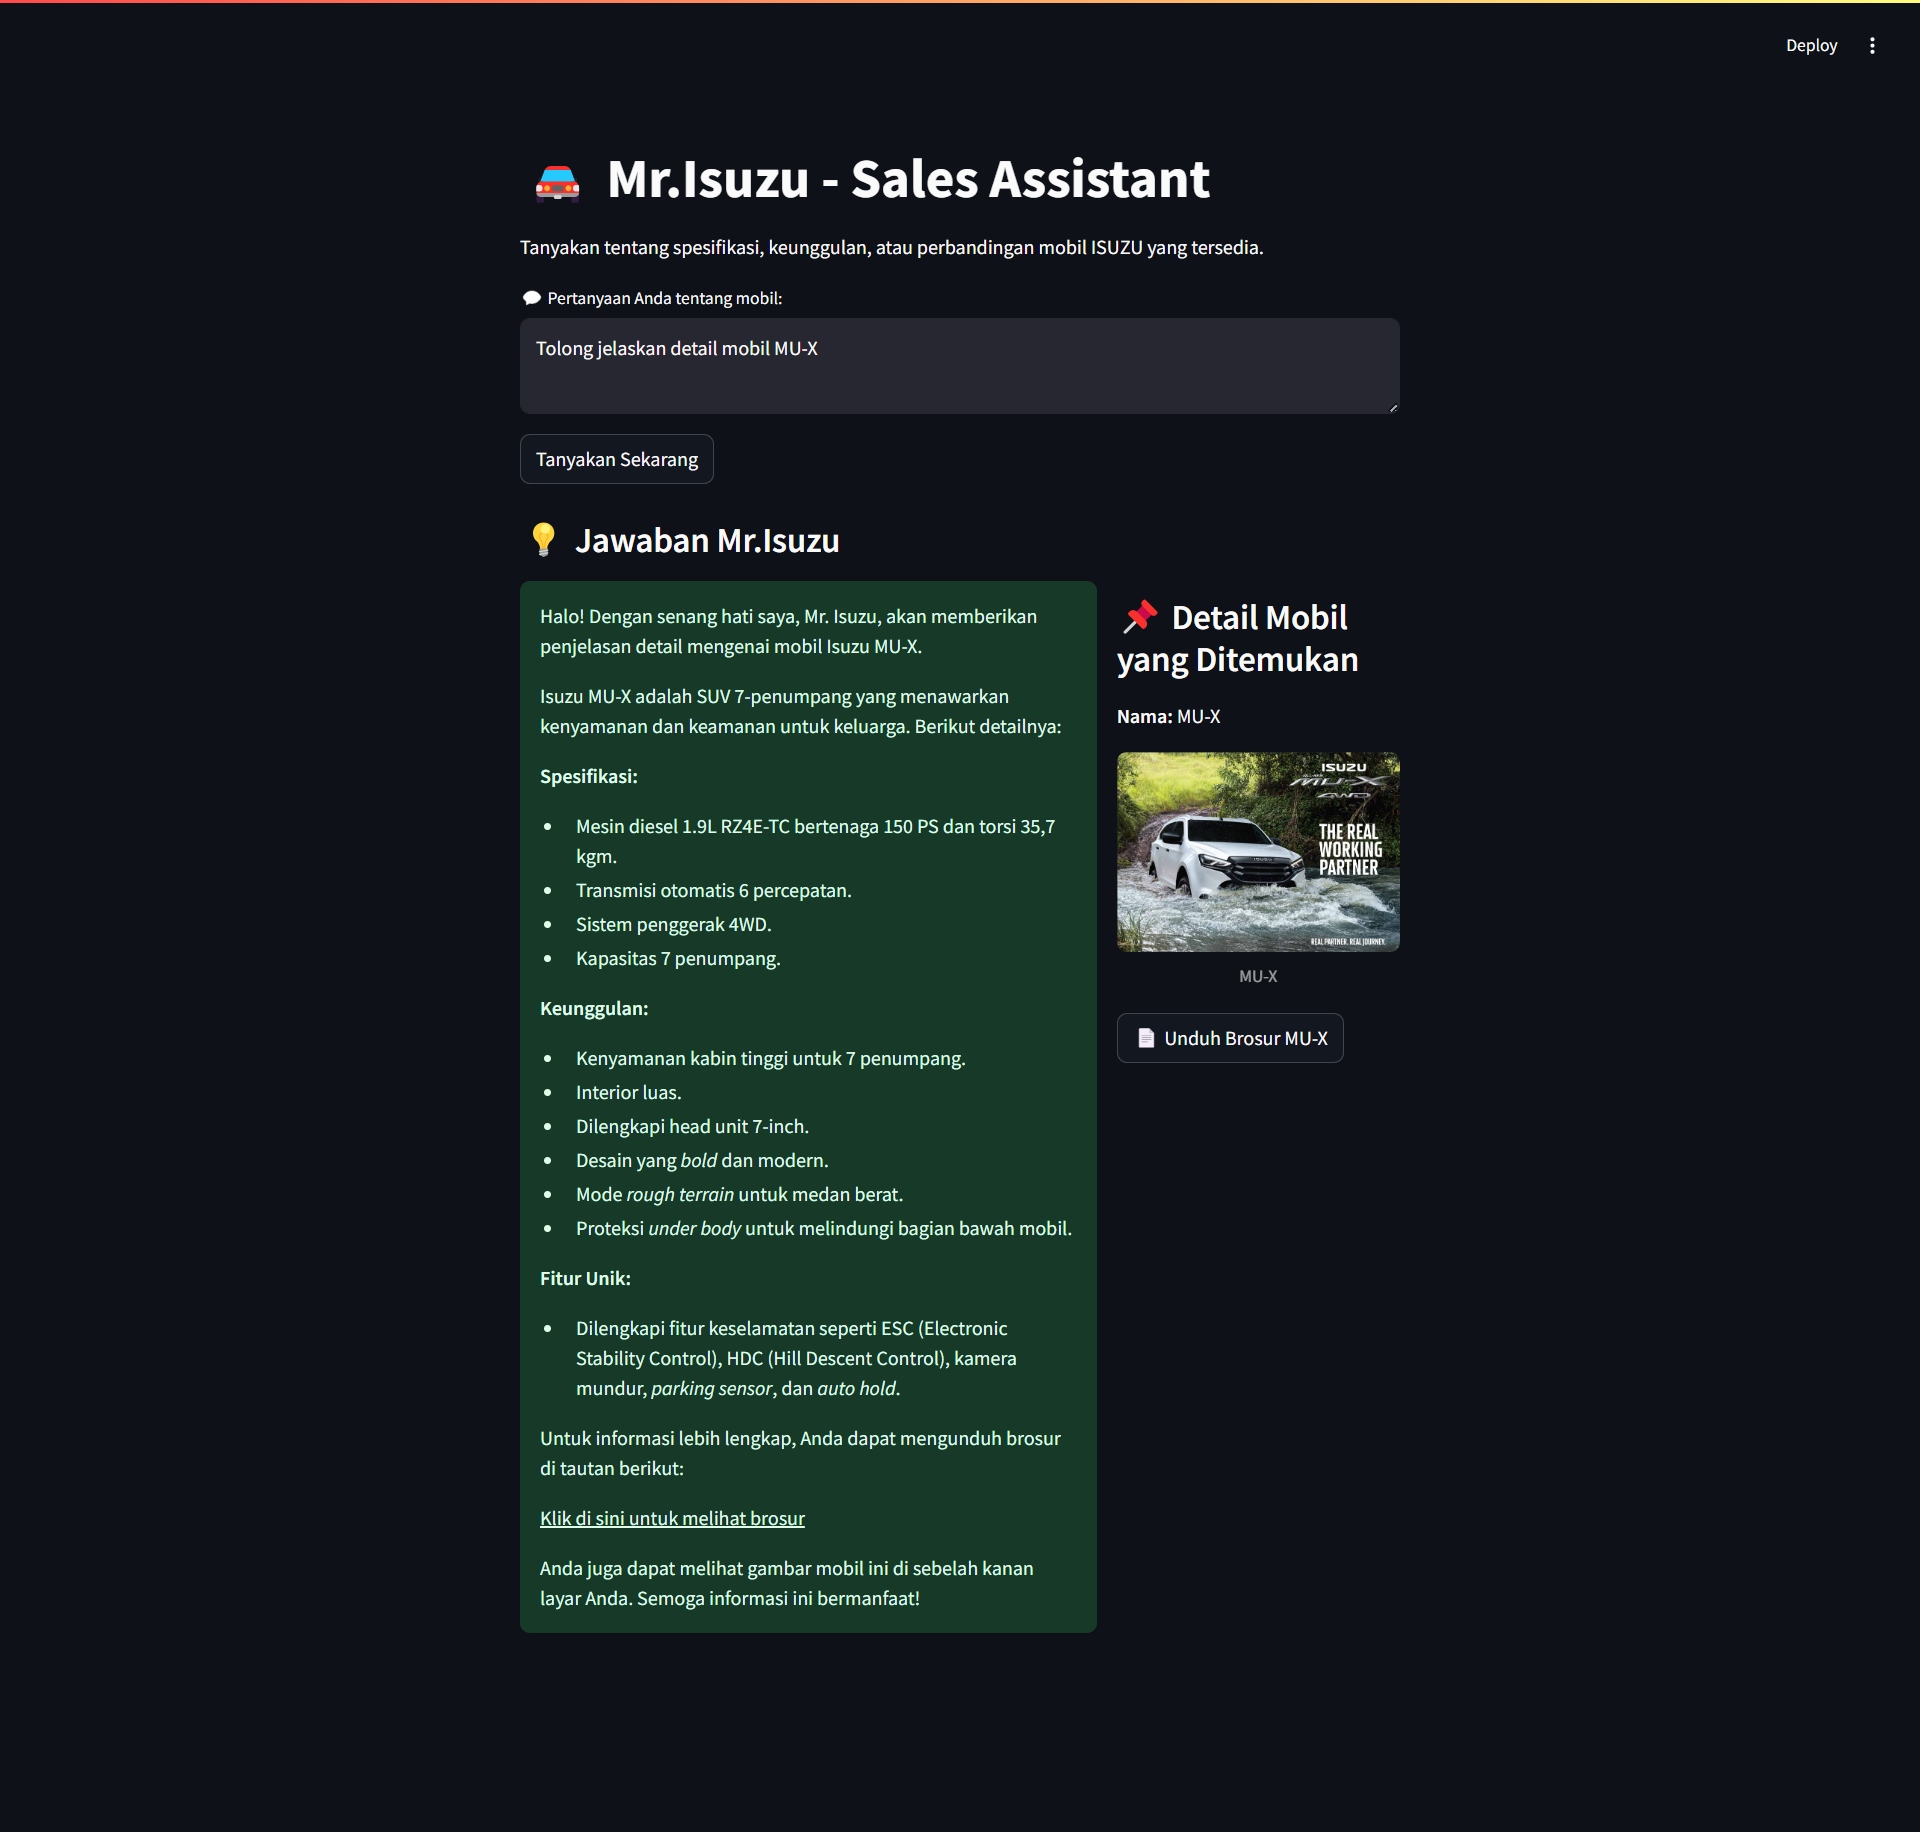 Deploy
Mr.Isuzu - Sales Assistant
Tanyakan tentang spesifikasi, keunggulan, atau perbandingan mobil ISUZU yang tersedia.
Pertanyaan Anda tentang mobil:
Tolong jelaskan detail mobil MU-X
Tanyakan Sekarang
Jawaban Mr.Isuzu
Halo! Dengan senang hati saya, Mr. Isuzu, akan memberikan
penjelasan detail mengenai mobil Isuzu MU-X.
Isuzu MU-X adalah SUV 7-penumpang yang menawarkan
kenyamanan dan keamanan untuk keluarga. Berikut detailnya:
Spesifikasi:
• Mesin diesel 1.9L RZ4E-TC bertenaga 150 PS dan torsi 35,7
kgm.
• Transmisi otomatis 6 percepatan.
• Sistem penggerak 4WD.
• Kapasitas 7 penumpang.
Keunggulan:
• Kenyamanan kabin tinggi untuk 7 penumpang.
• Interior luas.
• Dilengkapi head unit 7-inch.
• Desain yang bold dan modern.
• Mode rough terrain untuk medan berat.
• Proteksi under body untuk melindungi bagian bawah mobil.
Fitur Unik:
• Dilengkapi fitur keselamatan seperti ESC (Electronic
Stability Control), HDC (Hill Descent Control), kamera
mundur, parking sensor, dan auto hold.
Untuk informasi lebih lengkap, Anda dapat mengunduh brosur
di tautan berikut:
Klik di sini untuk melihat brosur
Anda juga dapat melihat gambar mobil ini di sebelah kanan
layar Anda. Semoga informasi ini bermanfaat!
Detail Mobil
yang Ditemukan
Nama: MU-X
ISUZU
MU-X
4WD
THE REAL
WORKING
PARTNER
ISUZU
REAL PARTNER. REAL JOURNEY.
MU-X
Unduh Brosur MU-X